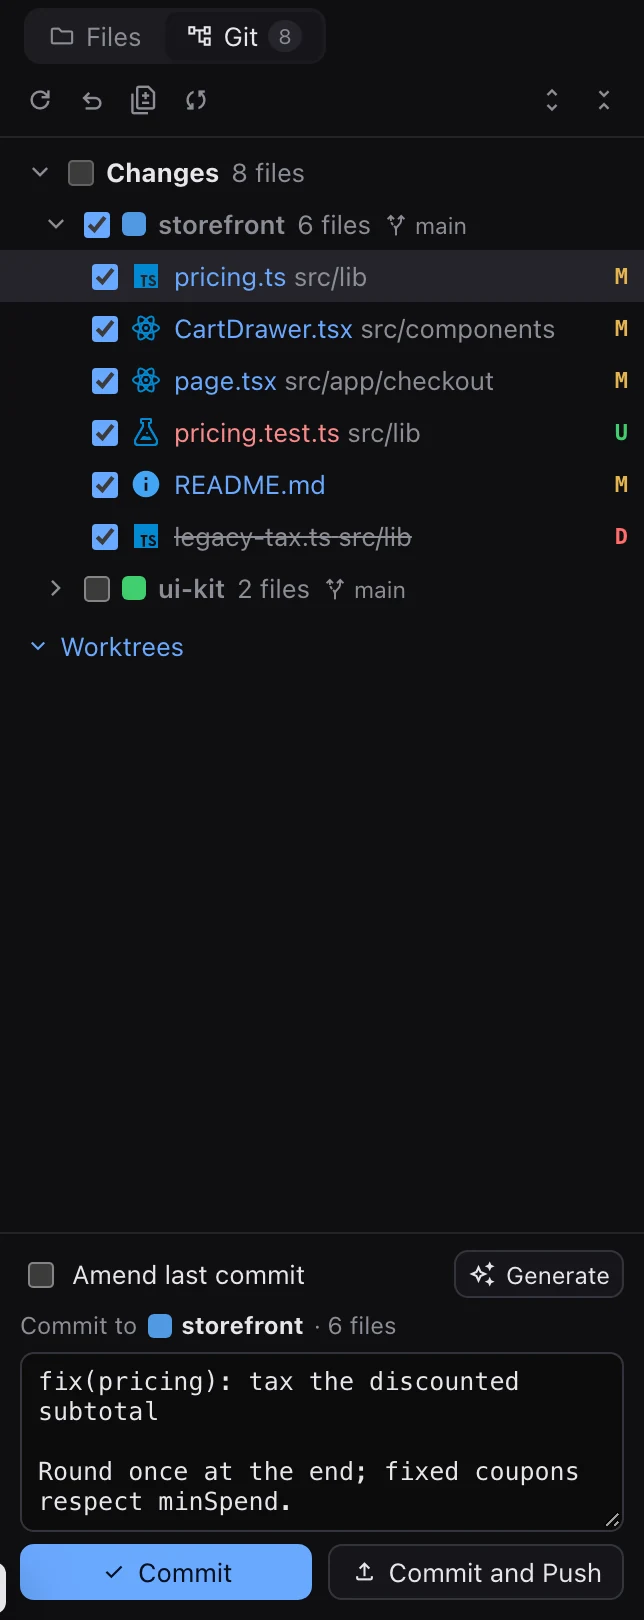 Files Git 8
Changes 8 files
storefront 6 files main
TS pricing.ts src/lib M
CartDrawer.tsx src/components M
page.tsx src/app/checkout M
pricing.test.ts src/lib U
README.md M
TS legacy-tax.ts src/lib D
ui-kit 2 files main
Worktrees
Amend last commit Generate
Commit to storefront · 6 files
fix(pricing): tax the discounted
subtotal
Round once at the end; fixed coupons
respect minSpend.
Commit Commit and Push